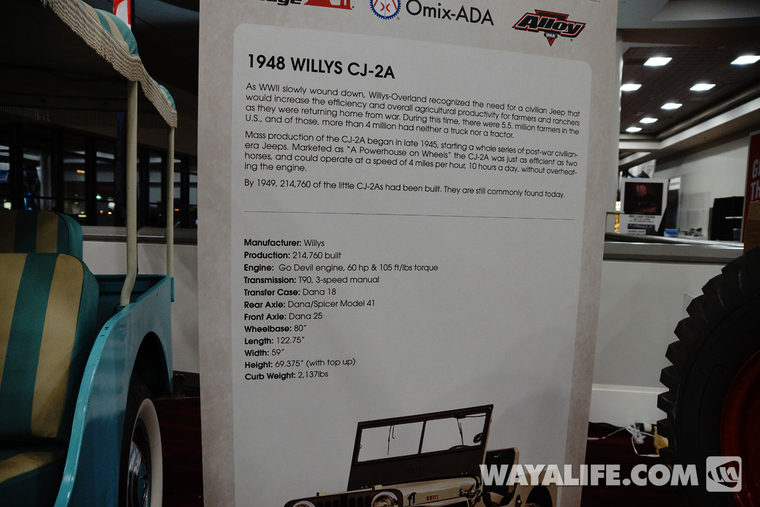 Omix-ADA
Alloy
USA
1948 WILLYS CJ-2A
As WWII slowly wound down, Willys-Overland recognized the need for a civilian Jeep that
would increase the efficiency and overall agricultural productivity for farmers and ranchers
as they were returning home from war. During this time, there were 5.5, million farmers in the
U.S., and of those, more than 4 million had neither a truck nor a tractor.
Mass production of the CJ-2A began in late 1945, starting a whole series of post-war civilian-
era Jeeps. Marketed as "A Powerhouse on Wheels" the CJ-2A was just as efficient as two
horses, and could operate at a speed of 4 miles per hour, 10 hours a day, without overheat-
ing the engine.
By 1949, 214,760 of the little CJ-2As had been built. They are still commonly found today.
Manufacturer: Willys
Production: 214,760 built
Engine: Go Devil engine, 60 hp & 105 ft/lbs torque
Transmission: T90, 3-speed manual
Transfer Case: Dana 18
Rear Axle: Dana/Spicer Model 41
Front Axle: Dana 25
Wheelbase: 80"
Length: 122.75"
Width: 59"
Height: 69.375" (with top up)
Curb Weight: 2,137lbs
WILLYS
WAYALIFE.COM